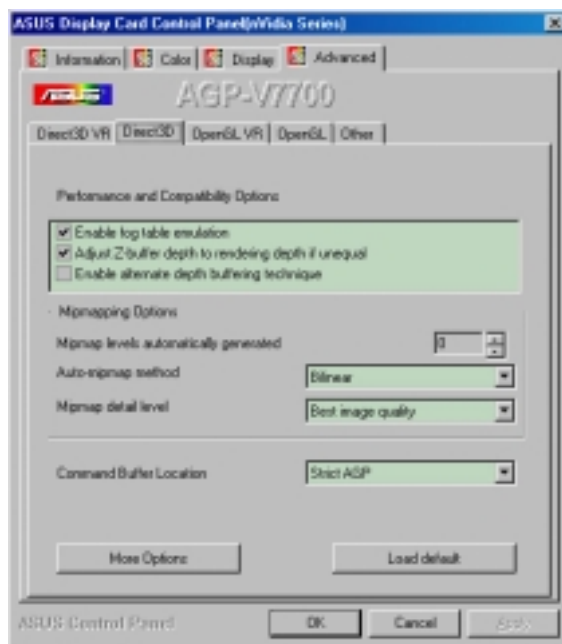 ASUS Display Card Control Panel(nVidia Series)
Information Color Display Advanced
ASUS AGP-V7700
Direct3D VR Direct3D OpenGL VR OpenGL Other
Performance and Compatibility Options
Enable fog table emulation
Adjust Z-buffer depth to rendering depth if unequal
Enable alternate depth buffering technique
Mipmapping Options
Mipmap levels automatically generated 0
Auto-mipmap method Bilinear
Mipmap detail level Best image quality
Command Buffer Location Strict AGP
More Options Load default
ASUS Control Panel OK Cancel Apply